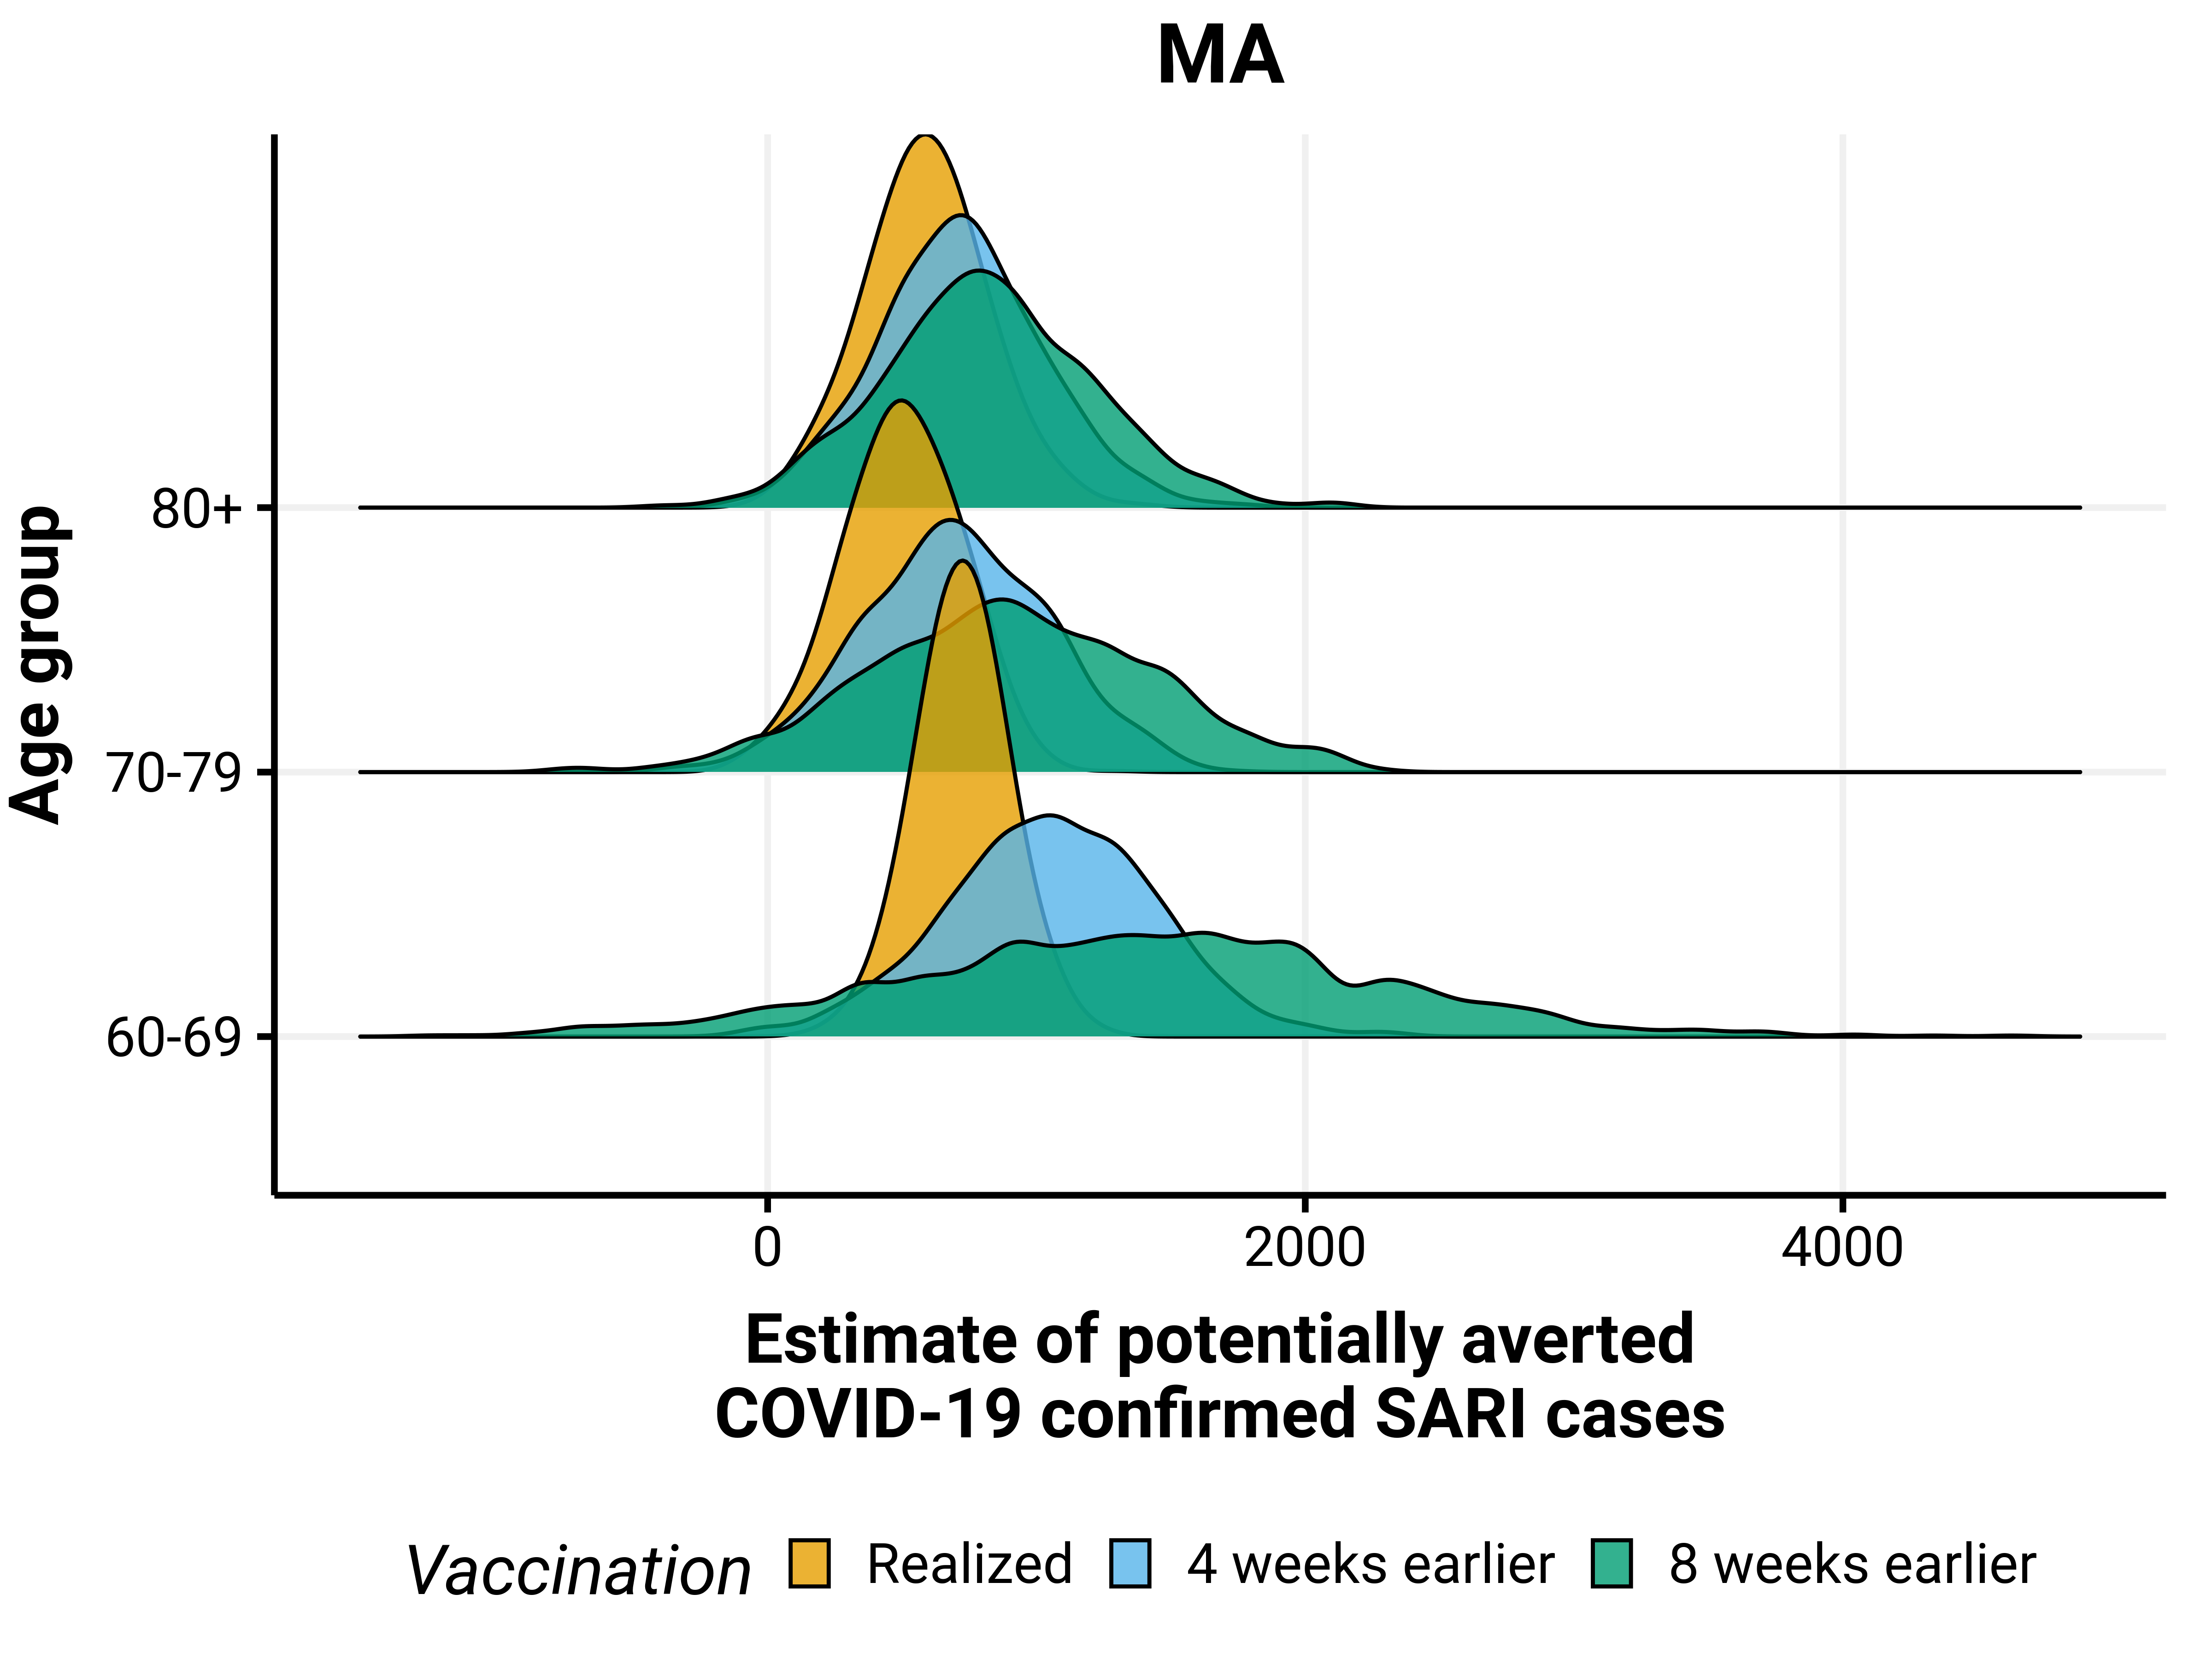 MA
Age group
80+
70-79
60-69
0 2000 4000
Estimate of potentially averted
COVID-19 confirmed SARI cases
Vaccination Realized 4 weeks earlier 8 weeks earlier